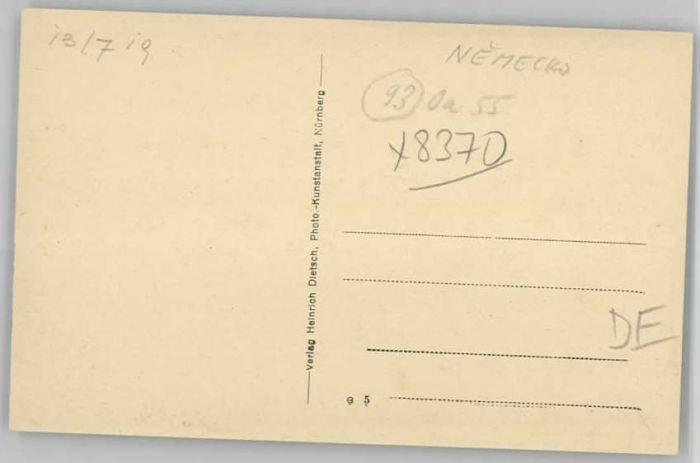 13/7 19
NĚMECKO
93 Da 55
x8370
Verlag Heinrich Dietsch, Photo.-Kunstanstalt, Nürnberg
DE
G 5